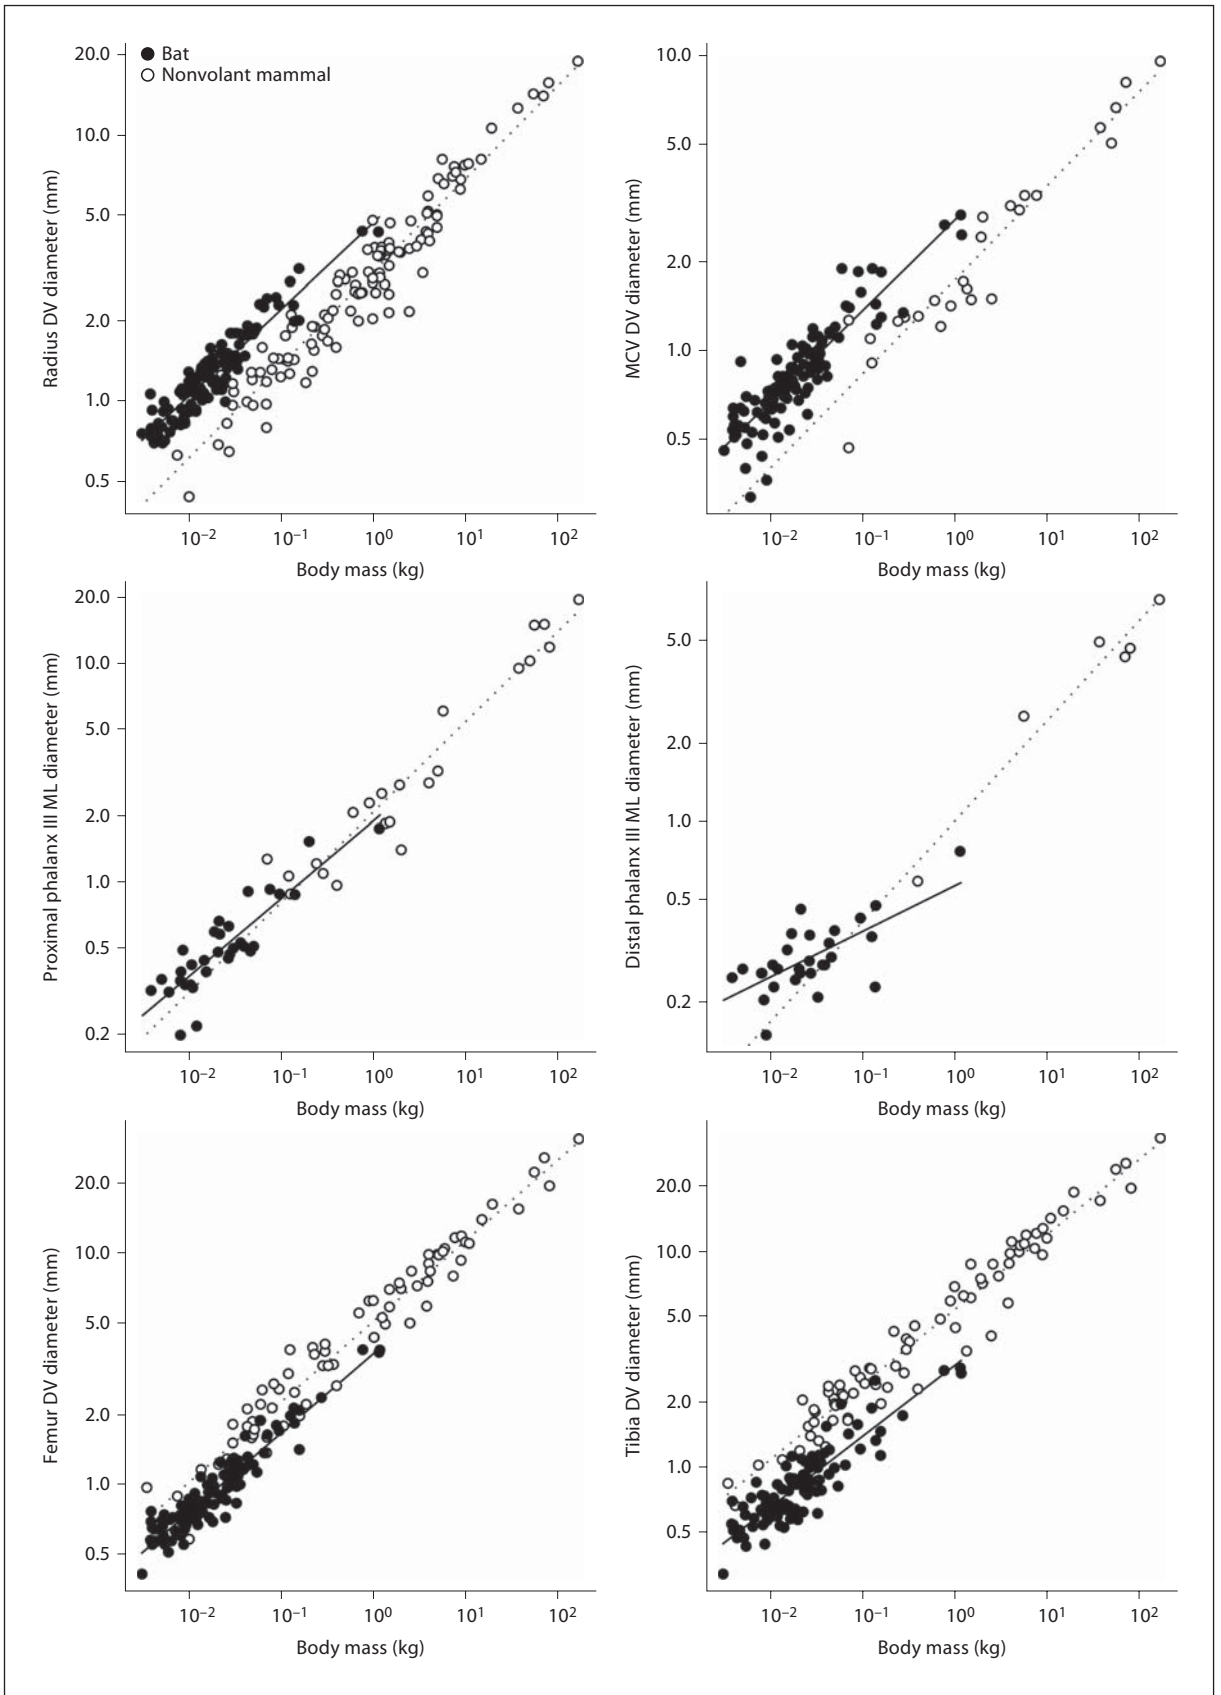 Bat
Nonvolant mammal
Radius DV diameter (mm)
20.0
10.0
5.0
2.0
1.0
0.5
10⁻² 10⁻¹ 10⁰ 10¹ 10²
Body mass (kg)
MCV DV diameter (mm)
10.0
5.0
2.0
1.0
0.5
10⁻² 10⁻¹ 10⁰ 10¹ 10²
Body mass (kg)
Proximal phalanx III ML diameter (mm)
20.0
10.0
5.0
2.0
1.0
0.5
0.2
10⁻² 10⁻¹ 10⁰ 10¹ 10²
Body mass (kg)
Distal phalanx III ML diameter (mm)
5.0
2.0
1.0
0.5
0.2
10⁻² 10⁻¹ 10⁰ 10¹ 10²
Body mass (kg)
Femur DV diameter (mm)
20.0
10.0
5.0
2.0
1.0
0.5
10⁻² 10⁻¹ 10⁰ 10¹ 10²
Body mass (kg)
Tibia DV diameter (mm)
20.0
10.0
5.0
2.0
1.0
0.5
10⁻² 10⁻¹ 10⁰ 10¹ 10²
Body mass (kg)